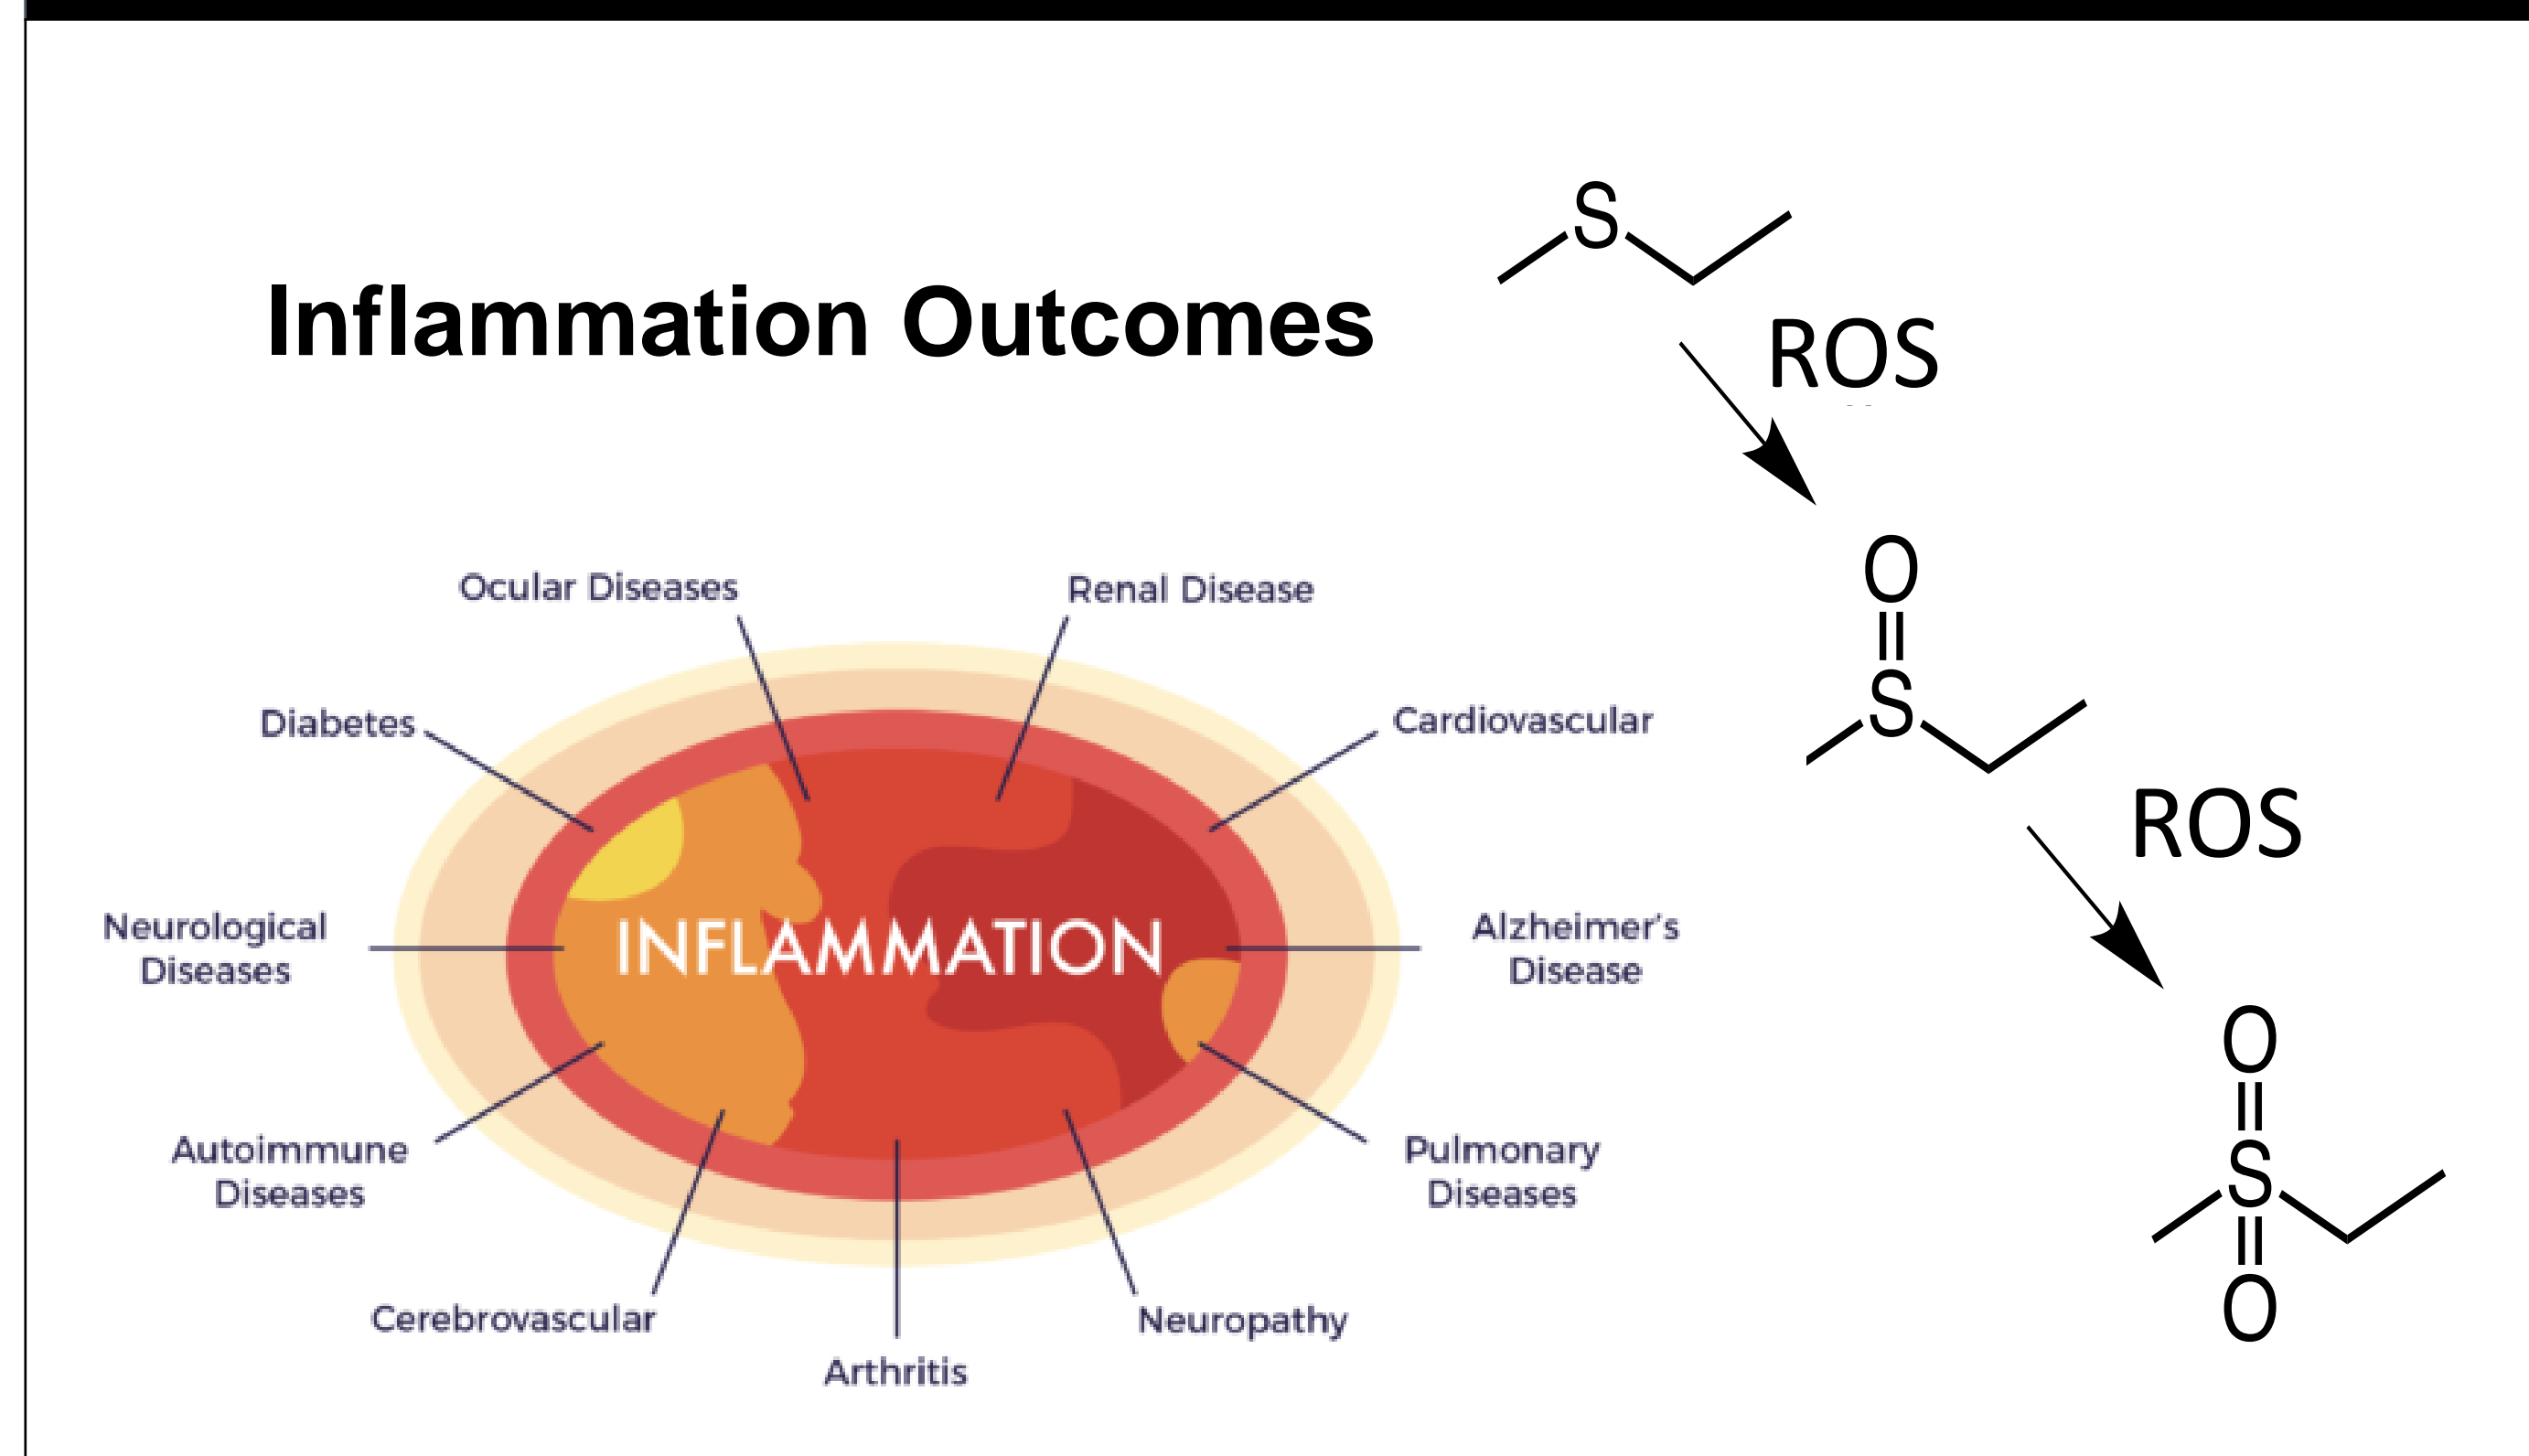 Inflammation Outcomes
S
ROS
O
S
ROS
O
S
O
Ocular Diseases
Renal Disease
Diabetes
Cardiovascular
Neurological
Diseases
INFLAMMATION
Alzheimer's
Disease
Autoimmune
Diseases
Pulmonary
Diseases
Cerebrovascular
Neuropathy
Arthritis